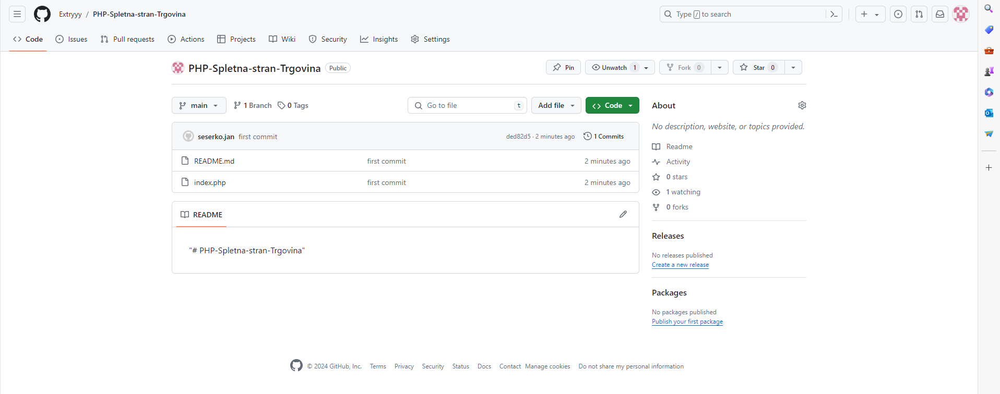 Extryyy / PHP-Spletna-stran-Trgovina
Type / to search
Code Issues Pull requests Actions Projects Wiki Security Insights Settings
PHP-Spletna-stran-Trgovina Public
Pin Unwatch 1 Fork 0 Star 0
main 1 Branch 0 Tags
Go to file t Add file Code
seserko.jan first commit ded82d5 · 2 minutes ago 1 Commits
README.md first commit 2 minutes ago
index.php first commit 2 minutes ago
README
"# PHP-Spletna-stran-Trgovina"
About
No description, website, or topics provided.
Readme
Activity
0 stars
1 watching
0 forks
Releases
No releases published
Create a new release
Packages
No packages published
Publish your first package
© 2024 GitHub, Inc. Terms Privacy Security Status Docs Contact Manage cookies Do not share my personal information